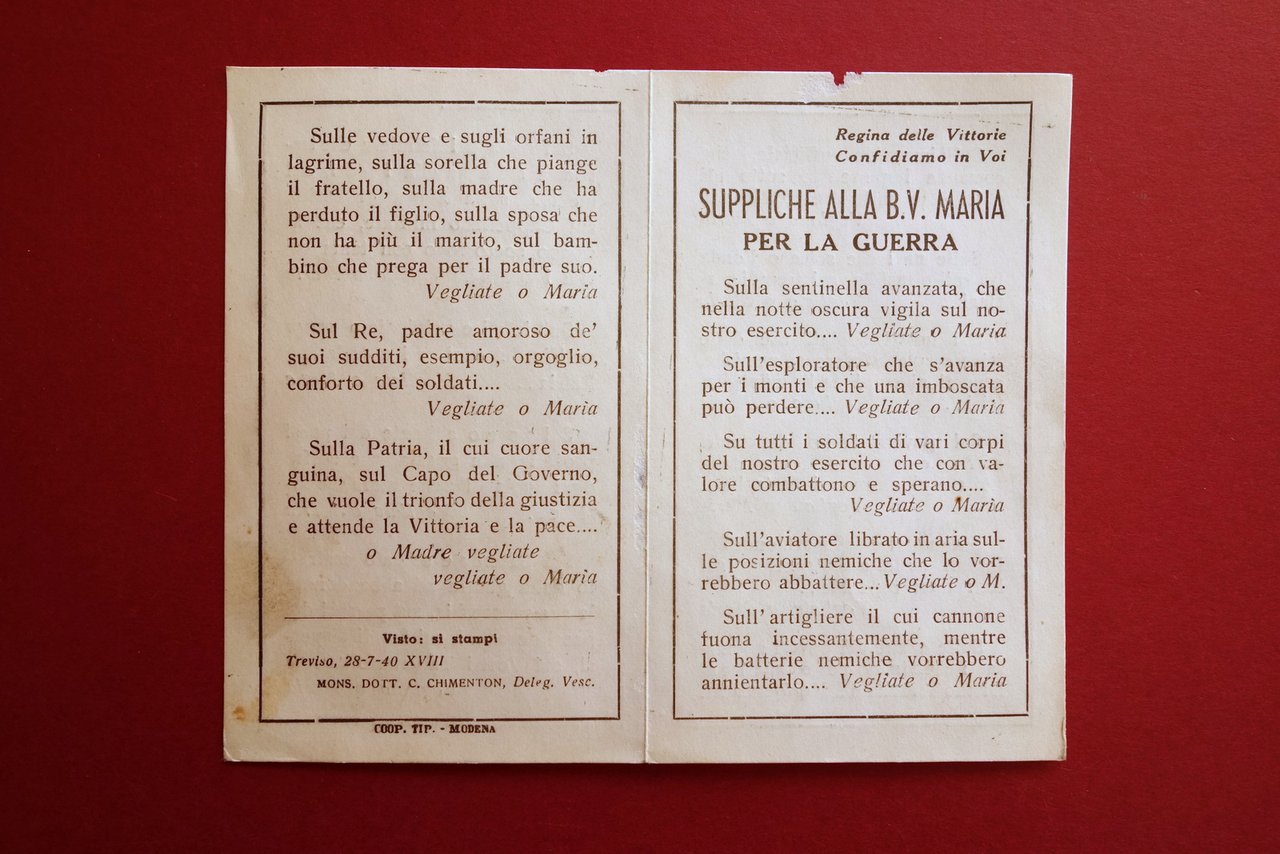 Sulle vedove e sugli orfani in
lagrime, sulla sorella che piange
il fratello, sulla madre che ha
perduto il figlio, sulla sposa che
non ha più il marito, sul bam-
bino che prega per il padre suo.
Vegliate o Maria
Sul Re, padre amoroso de'
suoi sudditi, esempio, orgoglio,
conforto dei soldati....
Vegliate o Maria
Sulla Patria, il cui cuore san-
guina, sul Capo del Governo,
che vuole il trionfo della giustizia
e attende la Vittoria e la pace....
o Madre vegliate
vegliate o Maria
Visto: si stampi
Treviso, 28-7-40 XVIII
MONS. DOTT. C. CHIMENTON, Deleg. Vesc.
COOP. TIP. - MODENA
Regina delle Vittorie
Confidiamo in Voi
SUPPLICHE ALLA B.V. MARIA
PER LA GUERRA
Sulla sentinella avanzata, che
nella notte oscura vigila sul no-
stro esercito.... Vegliate o Maria
Sull'esploratore che s'avanza
per i monti e che una imboscata
può perdere.... Vegliate o Maria
Su tutti i soldati di vari corpi
del nostro esercito che con va-
lore combattono e sperano....
Vegliate o Maria
Sull'aviatore librato in aria sul-
le posizioni nemiche che lo vor-
rebbero abbattere... Vegliate o M.
Sull'artigliere il cui cannone
fuona incessantemente, mentre
le batterie nemiche vorrebbero
annientarlo.... Vegliate o Maria